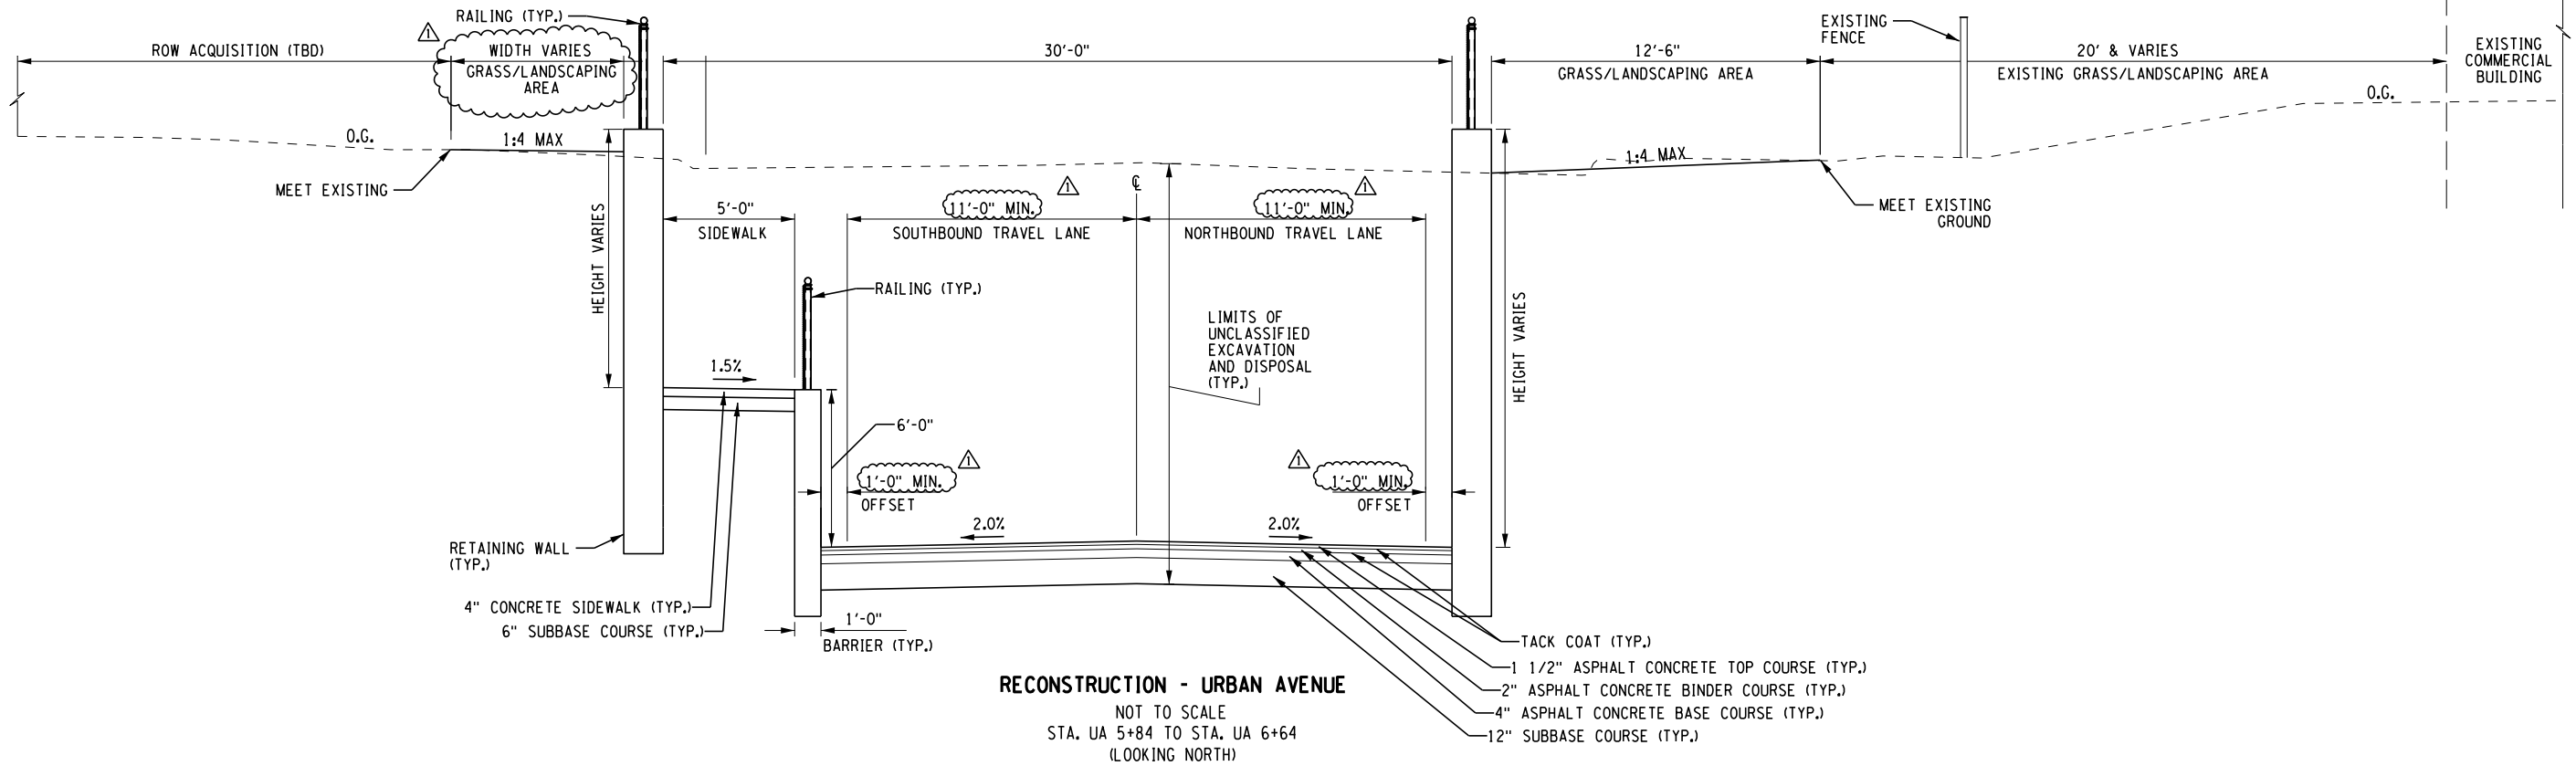 RAILING (TYP.)
1
ROW ACQUISITION (TBD)
WIDTH VARIES
GRASS/LANDSCAPING
AREA
30'-0"
12'-6"
GRASS/LANDSCAPING AREA
EXISTING
FENCE
20' & VARIES
EXISTING GRASS/LANDSCAPING AREA
EXISTING
COMMERCIAL
BUILDING
O.G.
1:4 MAX
MEET EXISTING
O.G.
1:4 MAX
MEET EXISTING
GROUND
HEIGHT VARIES
5'-0"
SIDEWALK
11'-0" MIN.
1
SOUTHBOUND TRAVEL LANE
℄
11'-0" MIN.
1
NORTHBOUND TRAVEL LANE
RAILING (TYP.)
LIMITS OF
UNCLASSIFIED
EXCAVATION
AND DISPOSAL
(TYP.)
HEIGHT VARIES
1.5%
6'-0"
1'-0" MIN.
1
OFFSET
1
1'-0" MIN.
OFFSET
2.0%
2.0%
RETAINING WALL
(TYP.)
4" CONCRETE SIDEWALK (TYP.)
6" SUBBASE COURSE (TYP.)
1'-0"
BARRIER (TYP.)
TACK COAT (TYP.)
1 1/2" ASPHALT CONCRETE TOP COURSE (TYP.)
2" ASPHALT CONCRETE BINDER COURSE (TYP.)
4" ASPHALT CONCRETE BASE COURSE (TYP.)
12" SUBBASE COURSE (TYP.)
RECONSTRUCTION - URBAN AVENUE
NOT TO SCALE
STA. UA 5+84 TO STA. UA 6+64
(LOOKING NORTH)